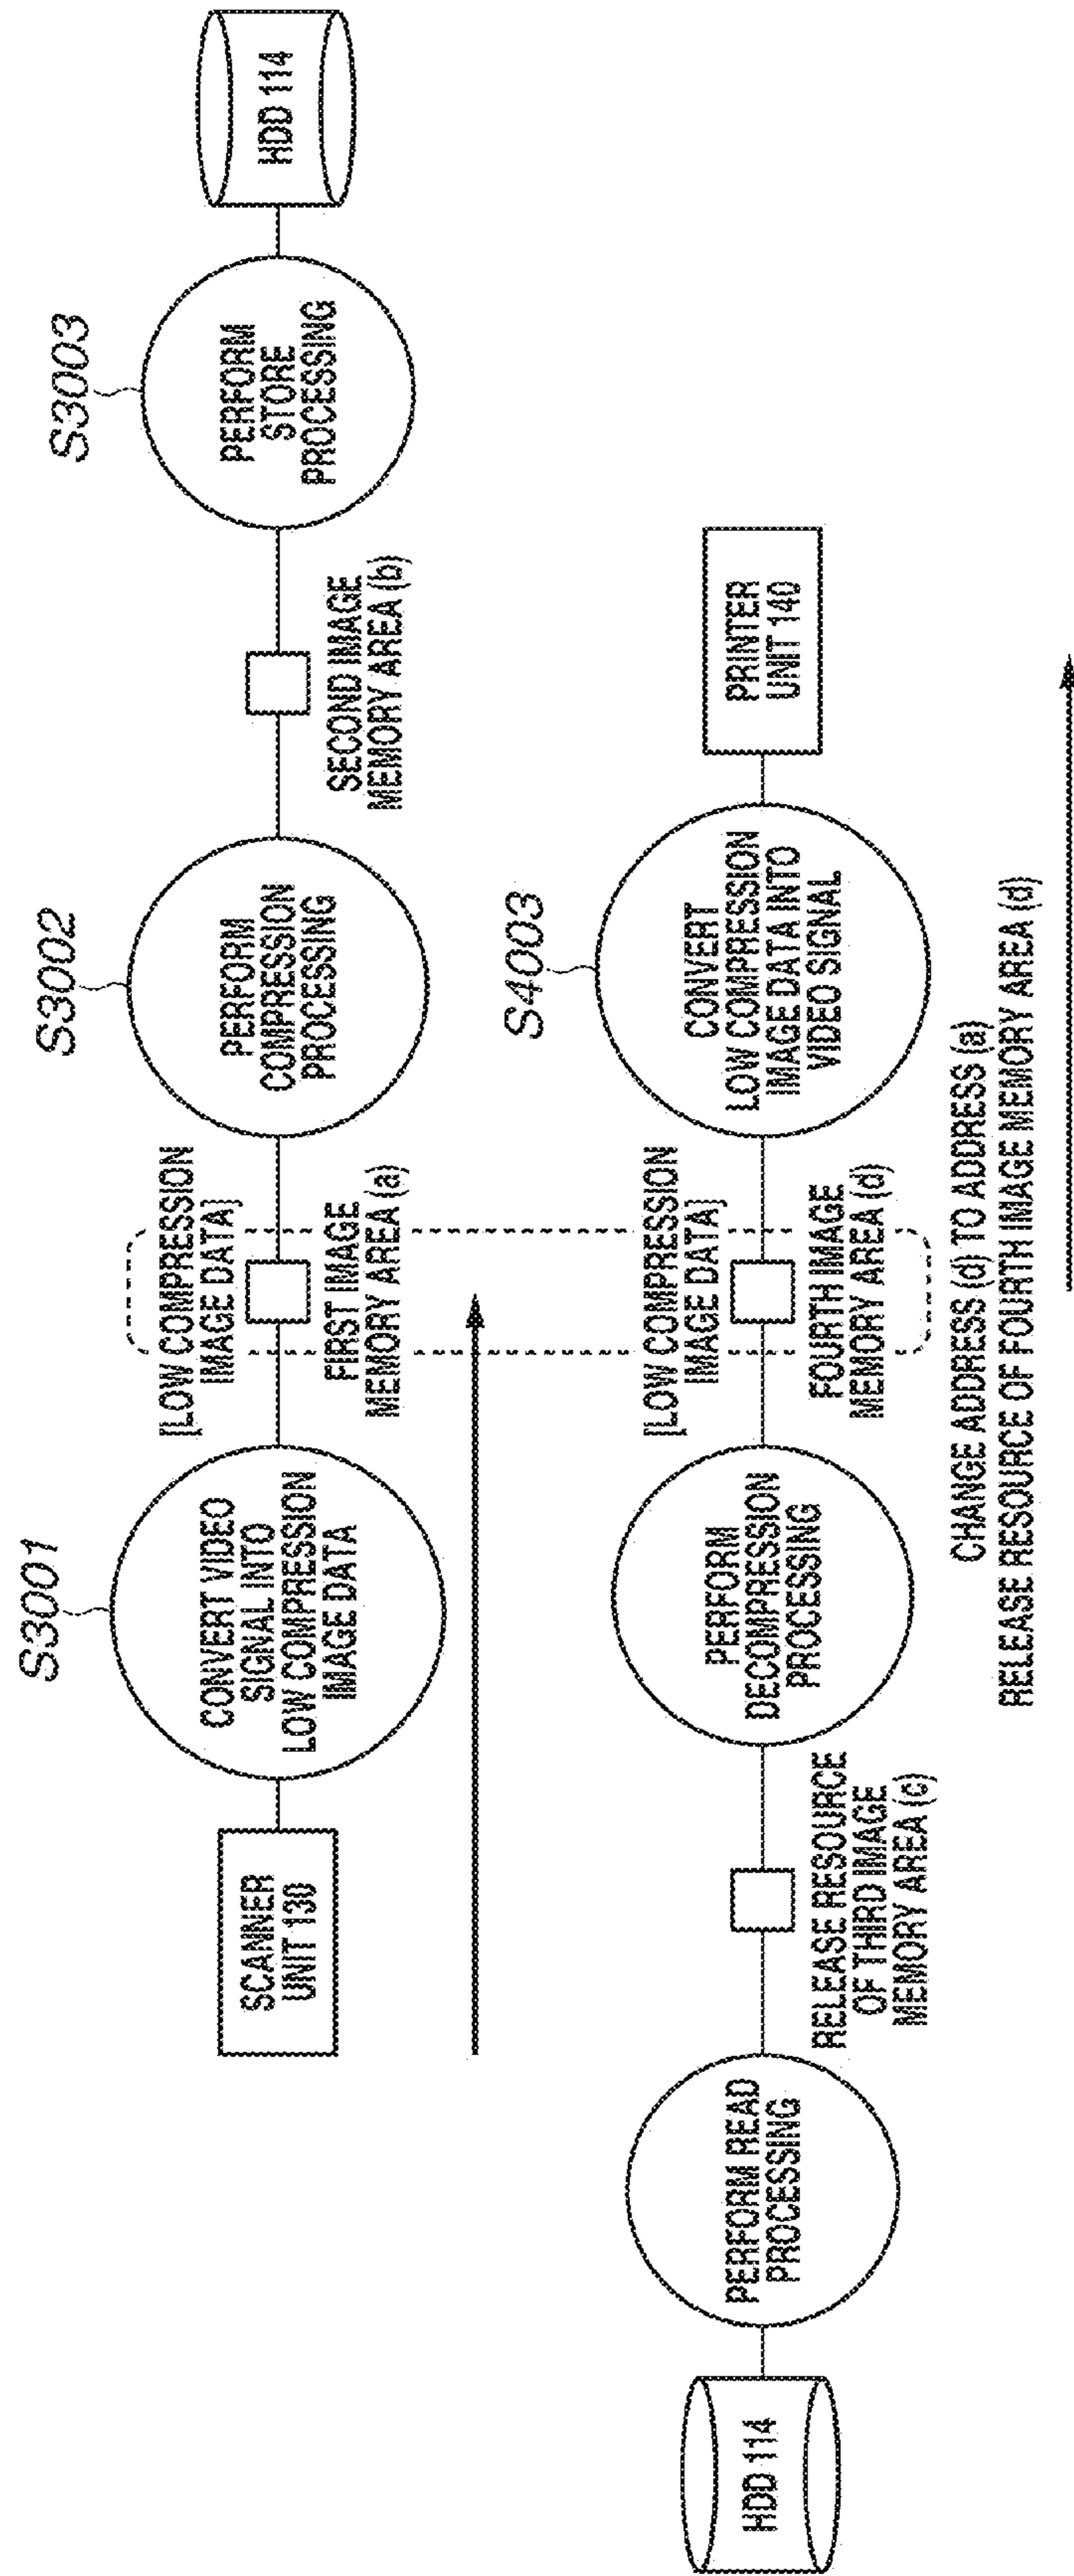 S3001
S3002
S3003
SCANNER
UNIT 130
CONVERT VIDEO
SIGNAL INTO
LOW COMPRESSION
IMAGE DATA
[LOW COMPRESSION
IMAGE DATA]
FIRST IMAGE
MEMORY AREA (a)
PERFORM
COMPRESSION
PROCESSING
SECOND IMAGE
MEMORY AREA (b)
PERFORM
STORE
PROCESSING
HDD 114
S4003
HDD 114
PERFORM READ
PROCESSING
RELEASE RESOURCE
OF THIRD IMAGE
MEMORY AREA (c)
PERFORM
DECOMPRESSION
PROCESSING
[LOW COMPRESSION
IMAGE DATA]
FOURTH IMAGE
MEMORY AREA (d)
CONVERT
LOW COMPRESSION
IMAGE DATA INTO
VIDEO SIGNAL
PRINTER
UNIT 140
CHANGE ADDRESS (d) TO ADDRESS (a)
RELEASE RESOURCE OF FOURTH IMAGE MEMORY AREA (d)